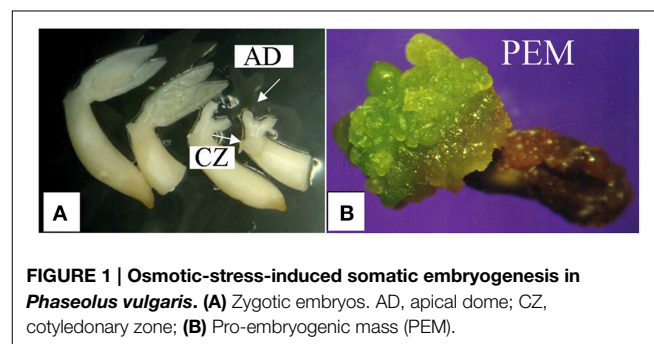 AD
CZ
A
PEM
B
FIGURE 1 | Osmotic-stress-induced somatic embryogenesis in
Phaseolus vulgaris. (A) Zygotic embryos. AD, apical dome; CZ,
cotyledonary zone; (B) Pro-embryogenic mass (PEM).